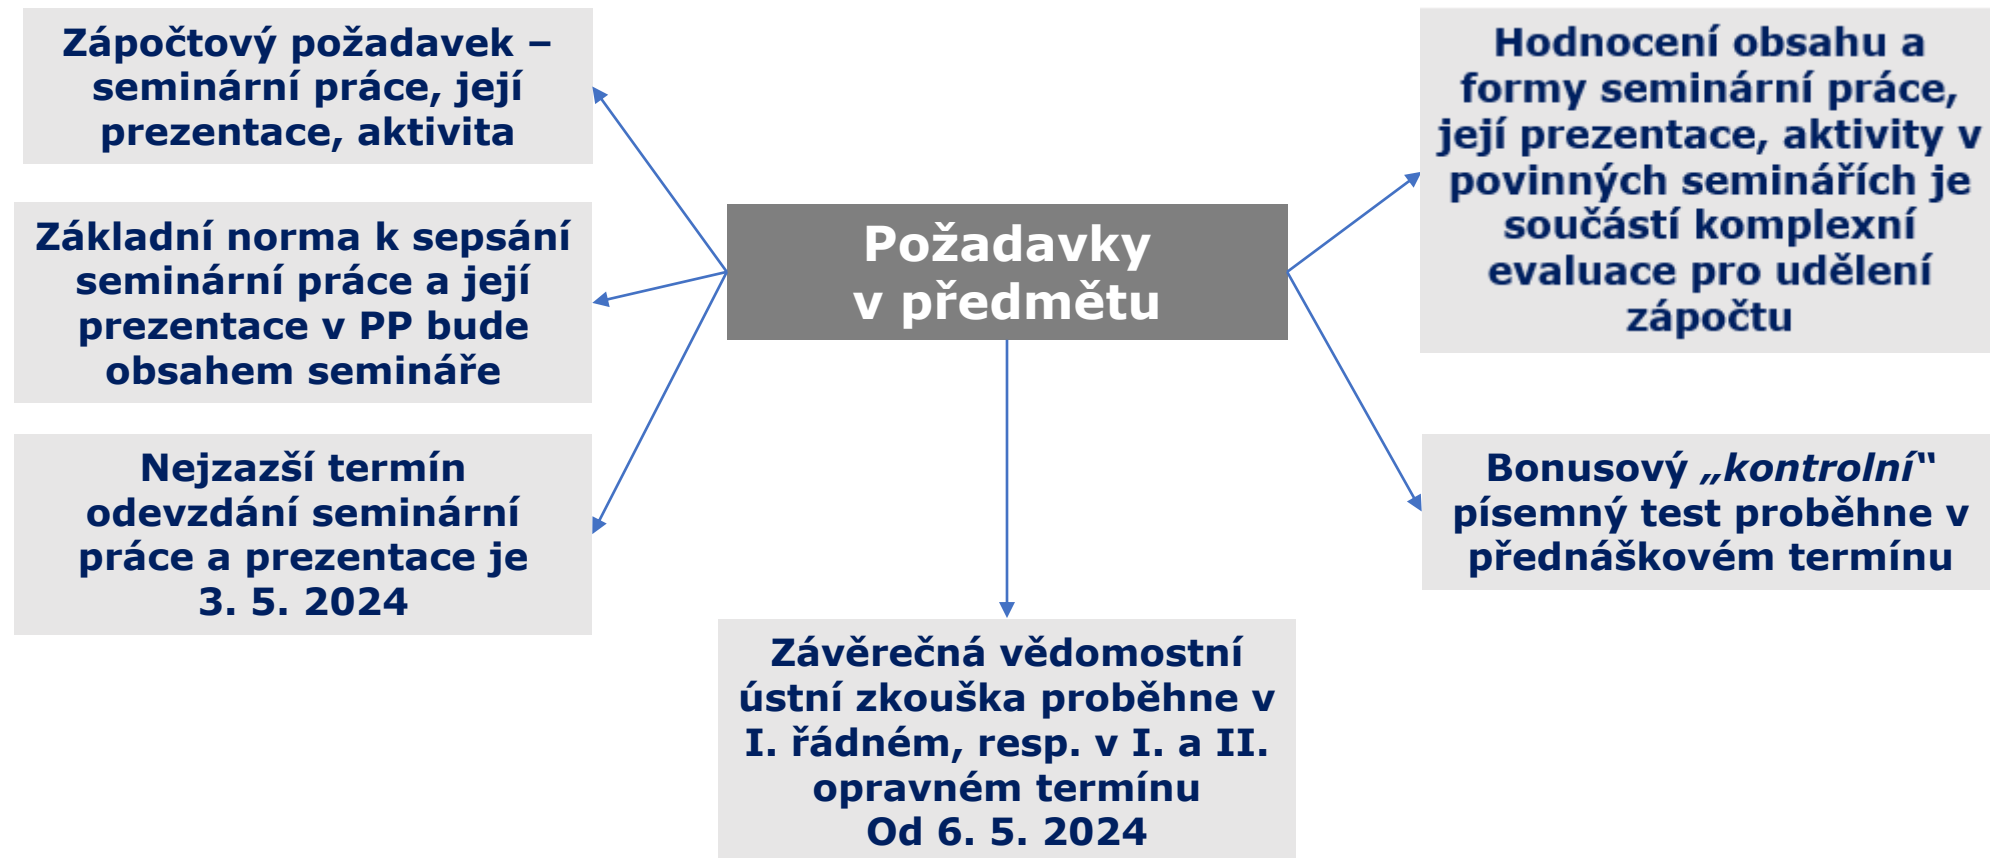 Zápočtový požadavek –
seminární práce, její
prezentace, aktivita
Základní norma k sepsání
seminární práce a její
prezentace v PP bude
obsahem semináře
Nejzazší termín
odevzdání seminární
práce a prezentace je
3. 5. 2024
Požadavky
v předmětu
Závěrečná vědomostní
ústní zkouška proběhne v
I. řádném, resp. v I. a II.
opravném termínu
Od 6. 5. 2024
Hodnocení obsahu a
formy seminární práce,
její prezentace, aktivity v
povinných seminářích je
součástí komplexní
evaluace pro udělení
zápočtu
Bonusový „kontrolní“
písemný test proběhne v
přednáškovém termínu